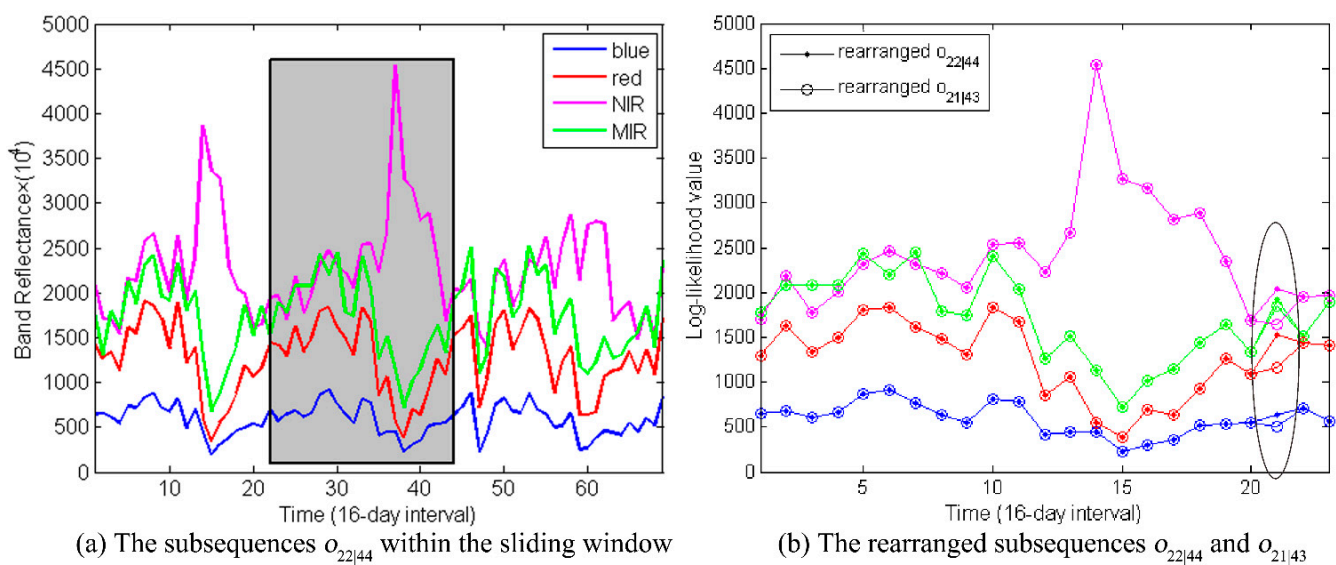 5000
4500
4000
3500
3000
2500
2000
1500
1000
500
0
Band Reflectance×(10⁴)
10 20 30 40 50 60
Time (16-day interval)
blue
red
NIR
MIR
(a) The subsequences o22|44 within the sliding window
5000
4500
4000
3500
3000
2500
2000
1500
1000
500
0
Log-likelihood value
5 10 15 20
Time (16-day interval)
rearranged o22|44
rearranged o21|43
(b) The rearranged subsequences o22|44 and o21|43